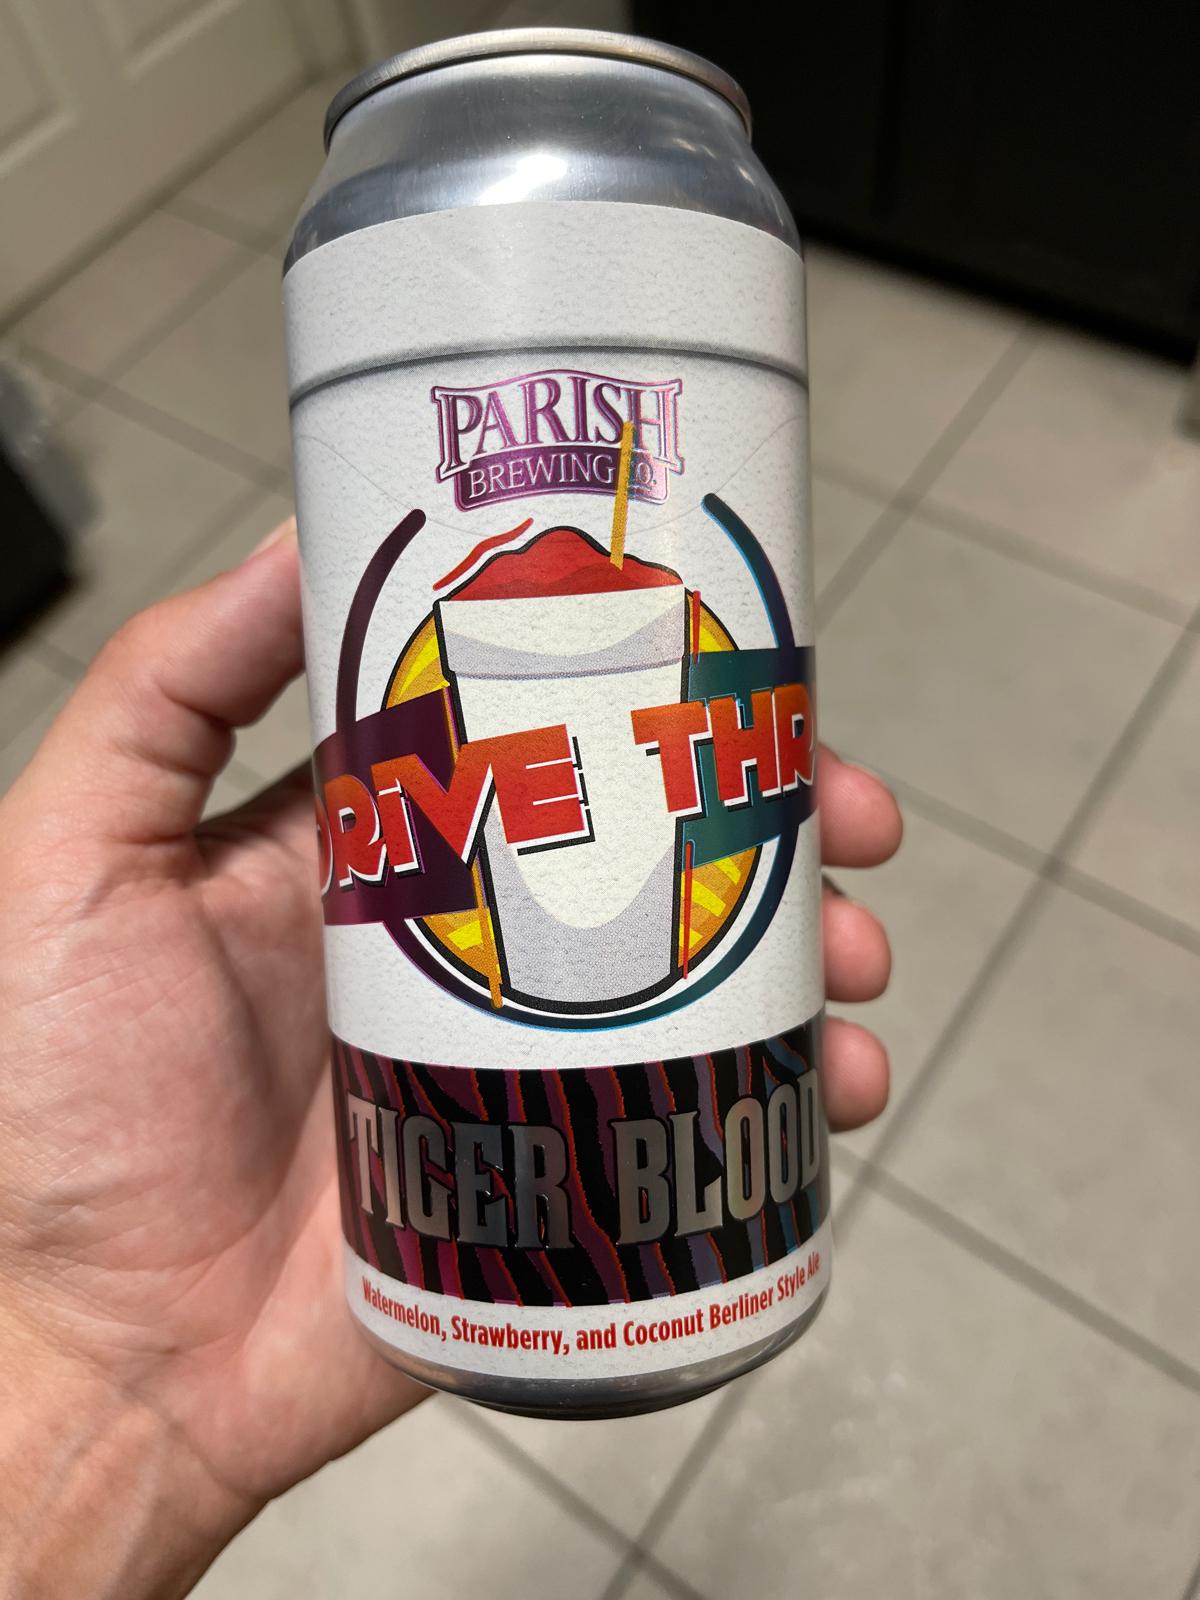 PARISH
BREWING CO.
DRiVE THR
TIGER BLOOD
Watermelon, Strawberry, and Coconut Berliner Style Ale